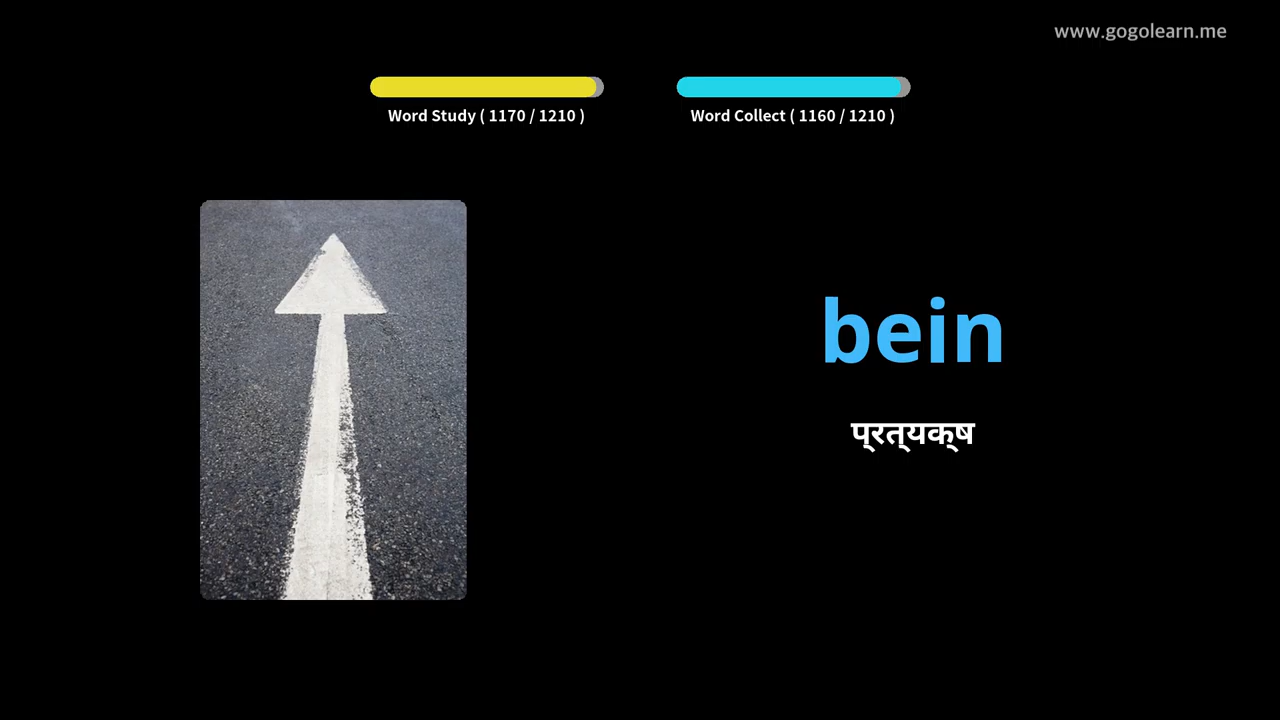 www.gogolearn.me
Word Study ( 1170 / 1210 )
Word Collect ( 1160 / 1210 )
bein
प्रत्यक्ष